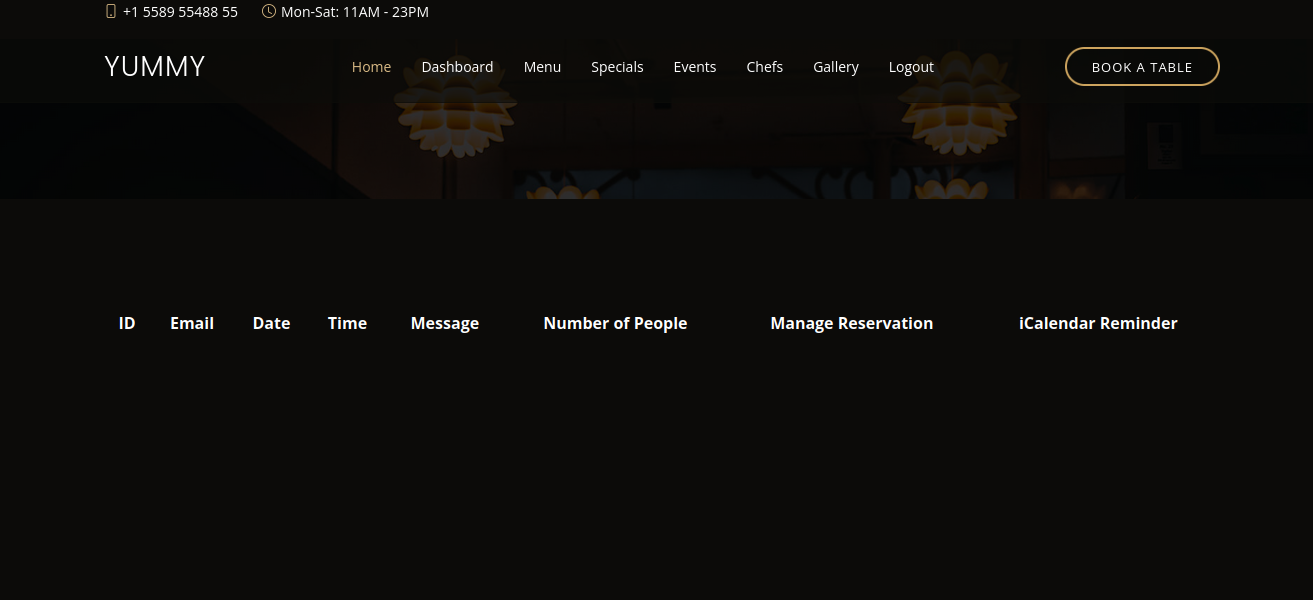 +1 5589 55488 55 Mon-Sat: 11AM - 23PM
YUMMY Home Dashboard Menu Specials Events Chefs Gallery Logout BOOK A TABLE
ID Email Date Time Message Number of People Manage Reservation iCalendar Reminder